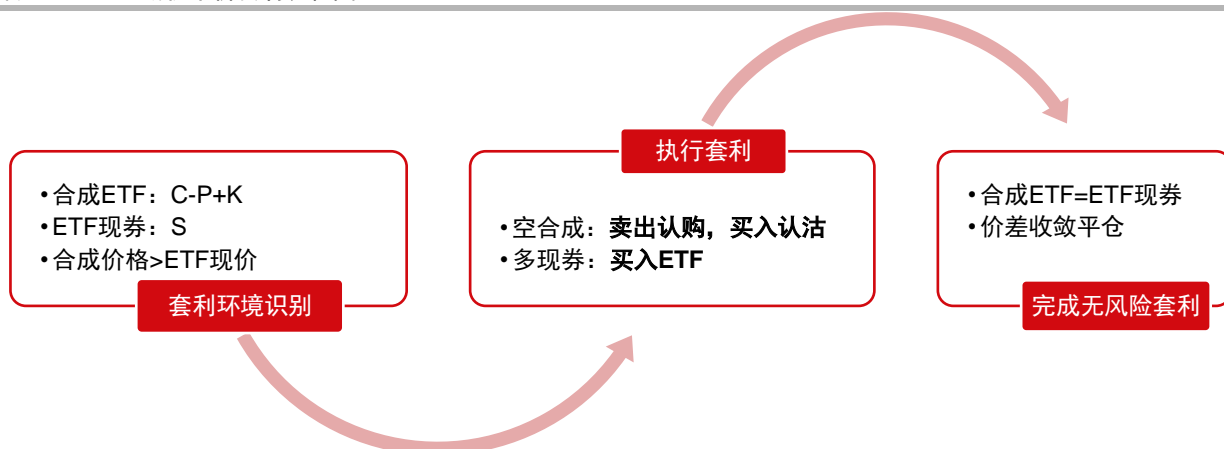 •合成ETF：C-P+K
•ETF现券：S
•合成价格>ETF现价
套利环境识别
执行套利
•空合成：卖出认购，买入认沽
•多现券：买入ETF
•合成ETF=ETF现券
•价差收敛平仓
完成无风险套利